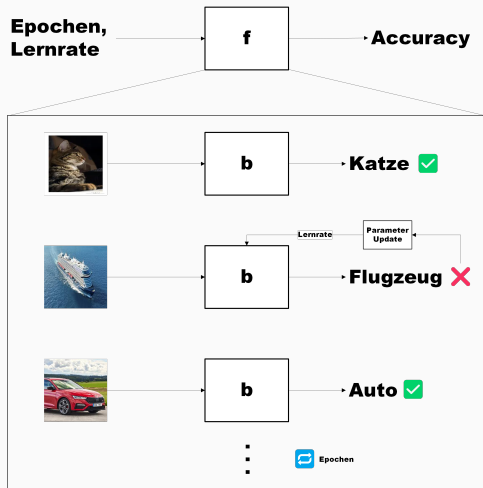 Epochen,
Lernrate
f
Accuracy
b
Katze
Lernrate
Parameter
Update
b
Flugzeug
b
Auto
Epochen